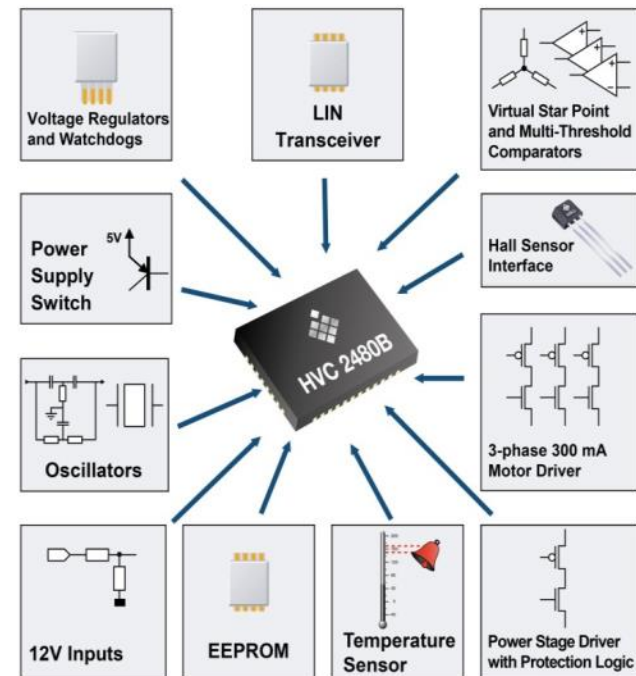 Voltage Regulators
and Watchdogs
LIN
Transceiver
Virtual Star Point
and Multi-Threshold
Comparators
Power
Supply
Switch
5V
Hall Sensor
Interface
HVC 2480B
Oscillators
3-phase 300 mA
Motor Driver
12V Inputs
EEPROM
Temperature
Sensor
Power Stage Driver
with Protection Logic